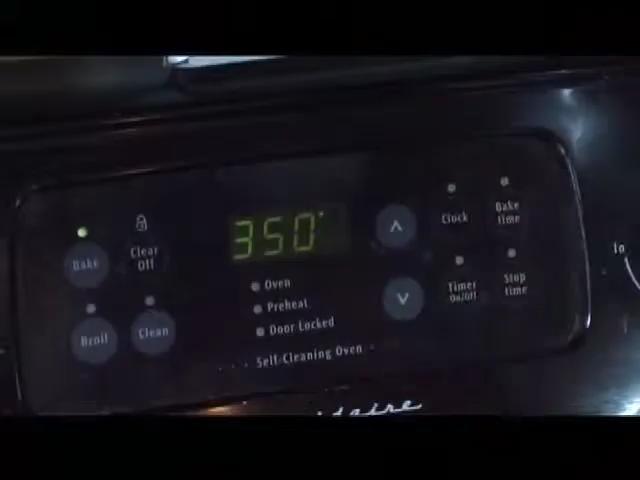 350°
Bake
Clear
Off
Broil
Clean
Oven
Preheat
Door Locked
Self-Cleaning Oven
Clock
Bake
time
Timer
on/off
Stop
time